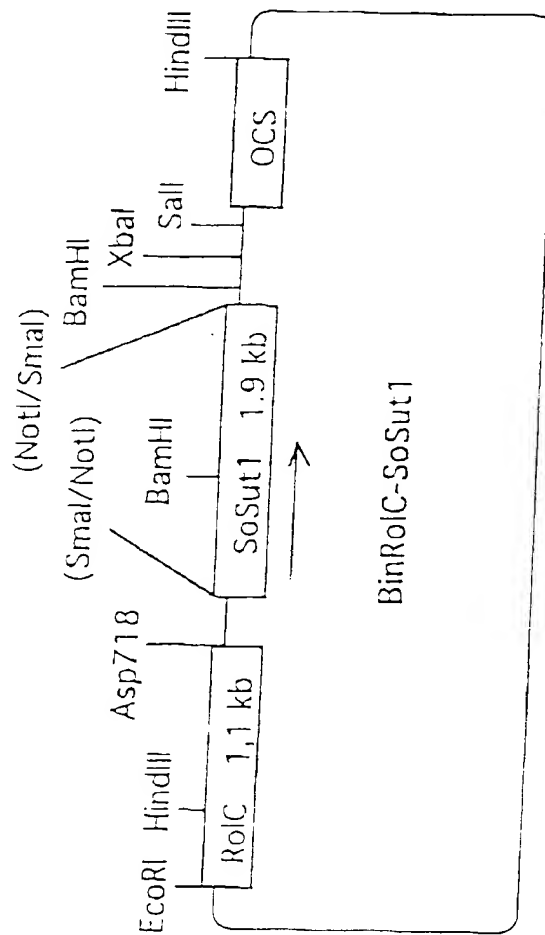 EcoRI
HindIII
Asp718
(SmaI/NotI)
(NotI/SmaI)
BamHI
BamHI
XbaI
SalI
HindIII
RolC 1,1 kb
SoSut1 1.9 kb
OCS
BinRolC-SoSut1